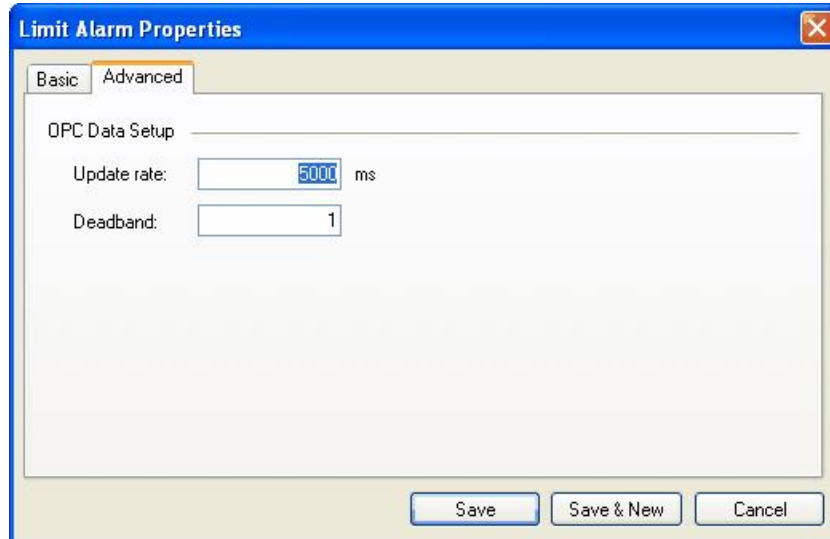 Limit Alarm Properties
Basic Advanced
OPC Data Setup
Update rate: 5000 ms
Deadband: 1
Save Save & New Cancel